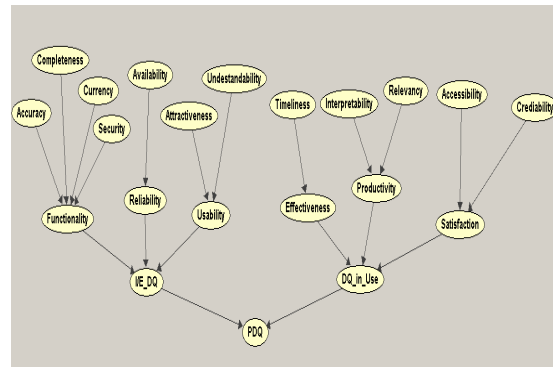 Completeness
Availability
Undestandability
Currency
Relevancy
Accessibility
Timeliness
Interpretability
Crediability
Accuracy
Attractiveness
Security
Productivity
Reliability
Effectiveness
Functionality
Usability
Satisfaction
I/E_DQ
DQ_in_Use
PDQ